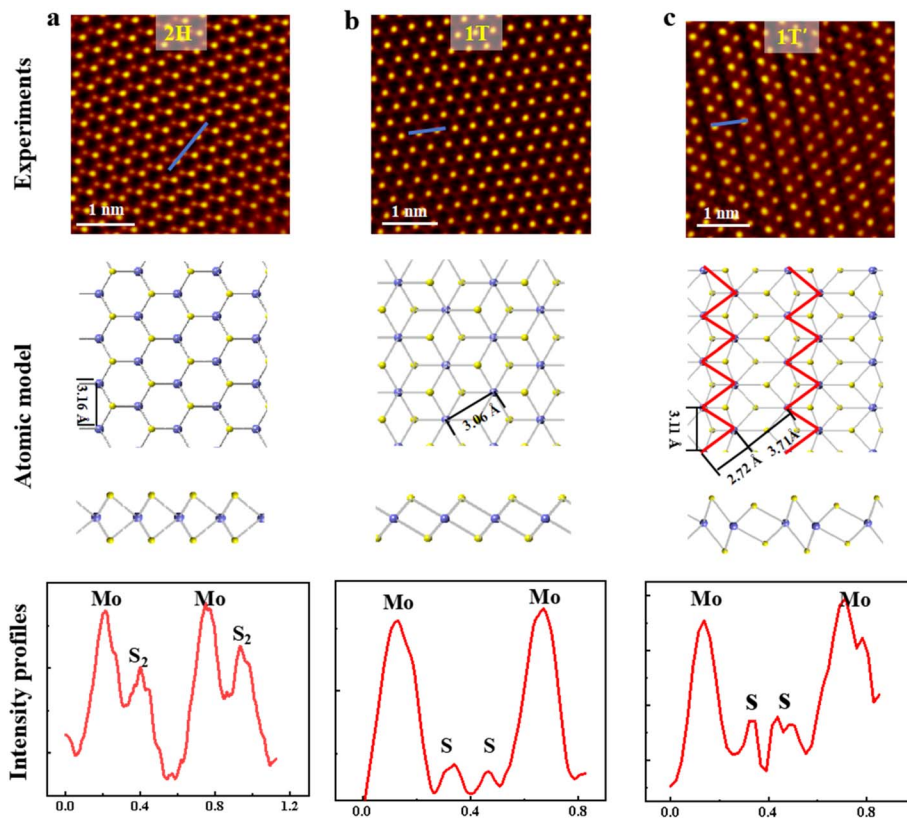 a
b
c
Experiments
2H
1T
1T′
1 nm
1 nm
1 nm
Atomic model
3.16 Å
3.06 Å
3.11 Å
2.72 Å
3.71Å
Intensity profiles
Mo
S2
Mo
S2
0.0 0.4 0.8 1.2
Mo
S
S
Mo
0.0 0.4 0.8
Mo
S
S
Mo
0.0 0.4 0.8